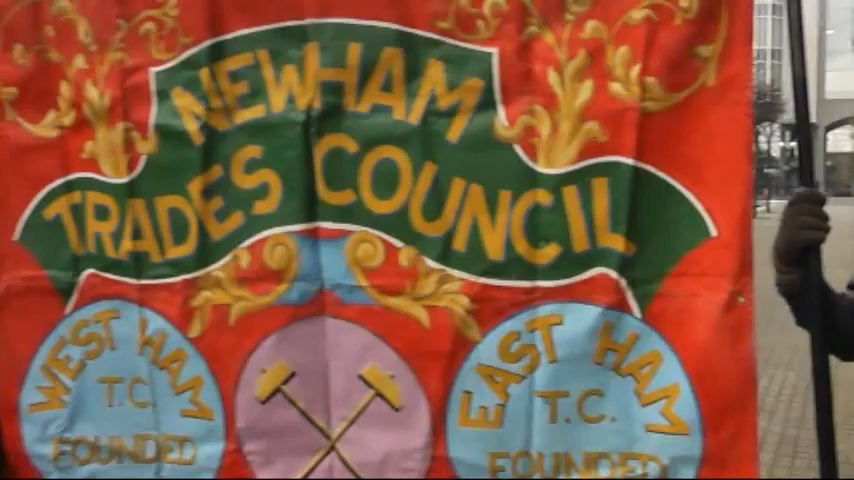 NEWHAM
TRADES COUNCIL
WEST HAM
T.C.
FOUNDED
EAST HAM
T.C.
FOUNDED